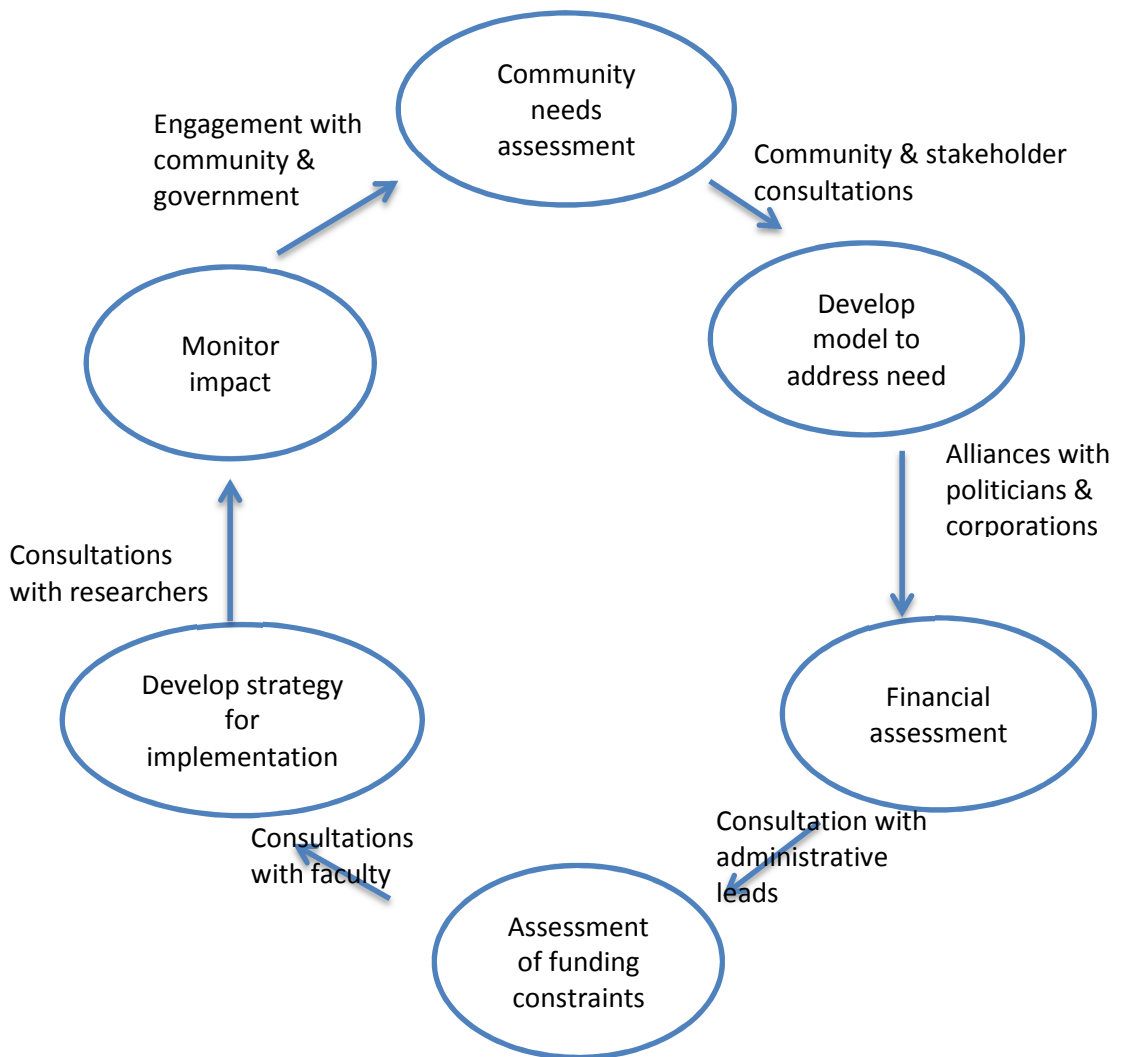 Community
needs
assessment
Community & stakeholder
consultations
Develop
model to
address need
Alliances with
politicians &
corporations
Financial
assessment
Consultation with
administrative
leads
Assessment
of funding
constraints
Consultations
with faculty
Develop strategy
for
implementation
Consultations
with researchers
Monitor
impact
Engagement with
community &
government